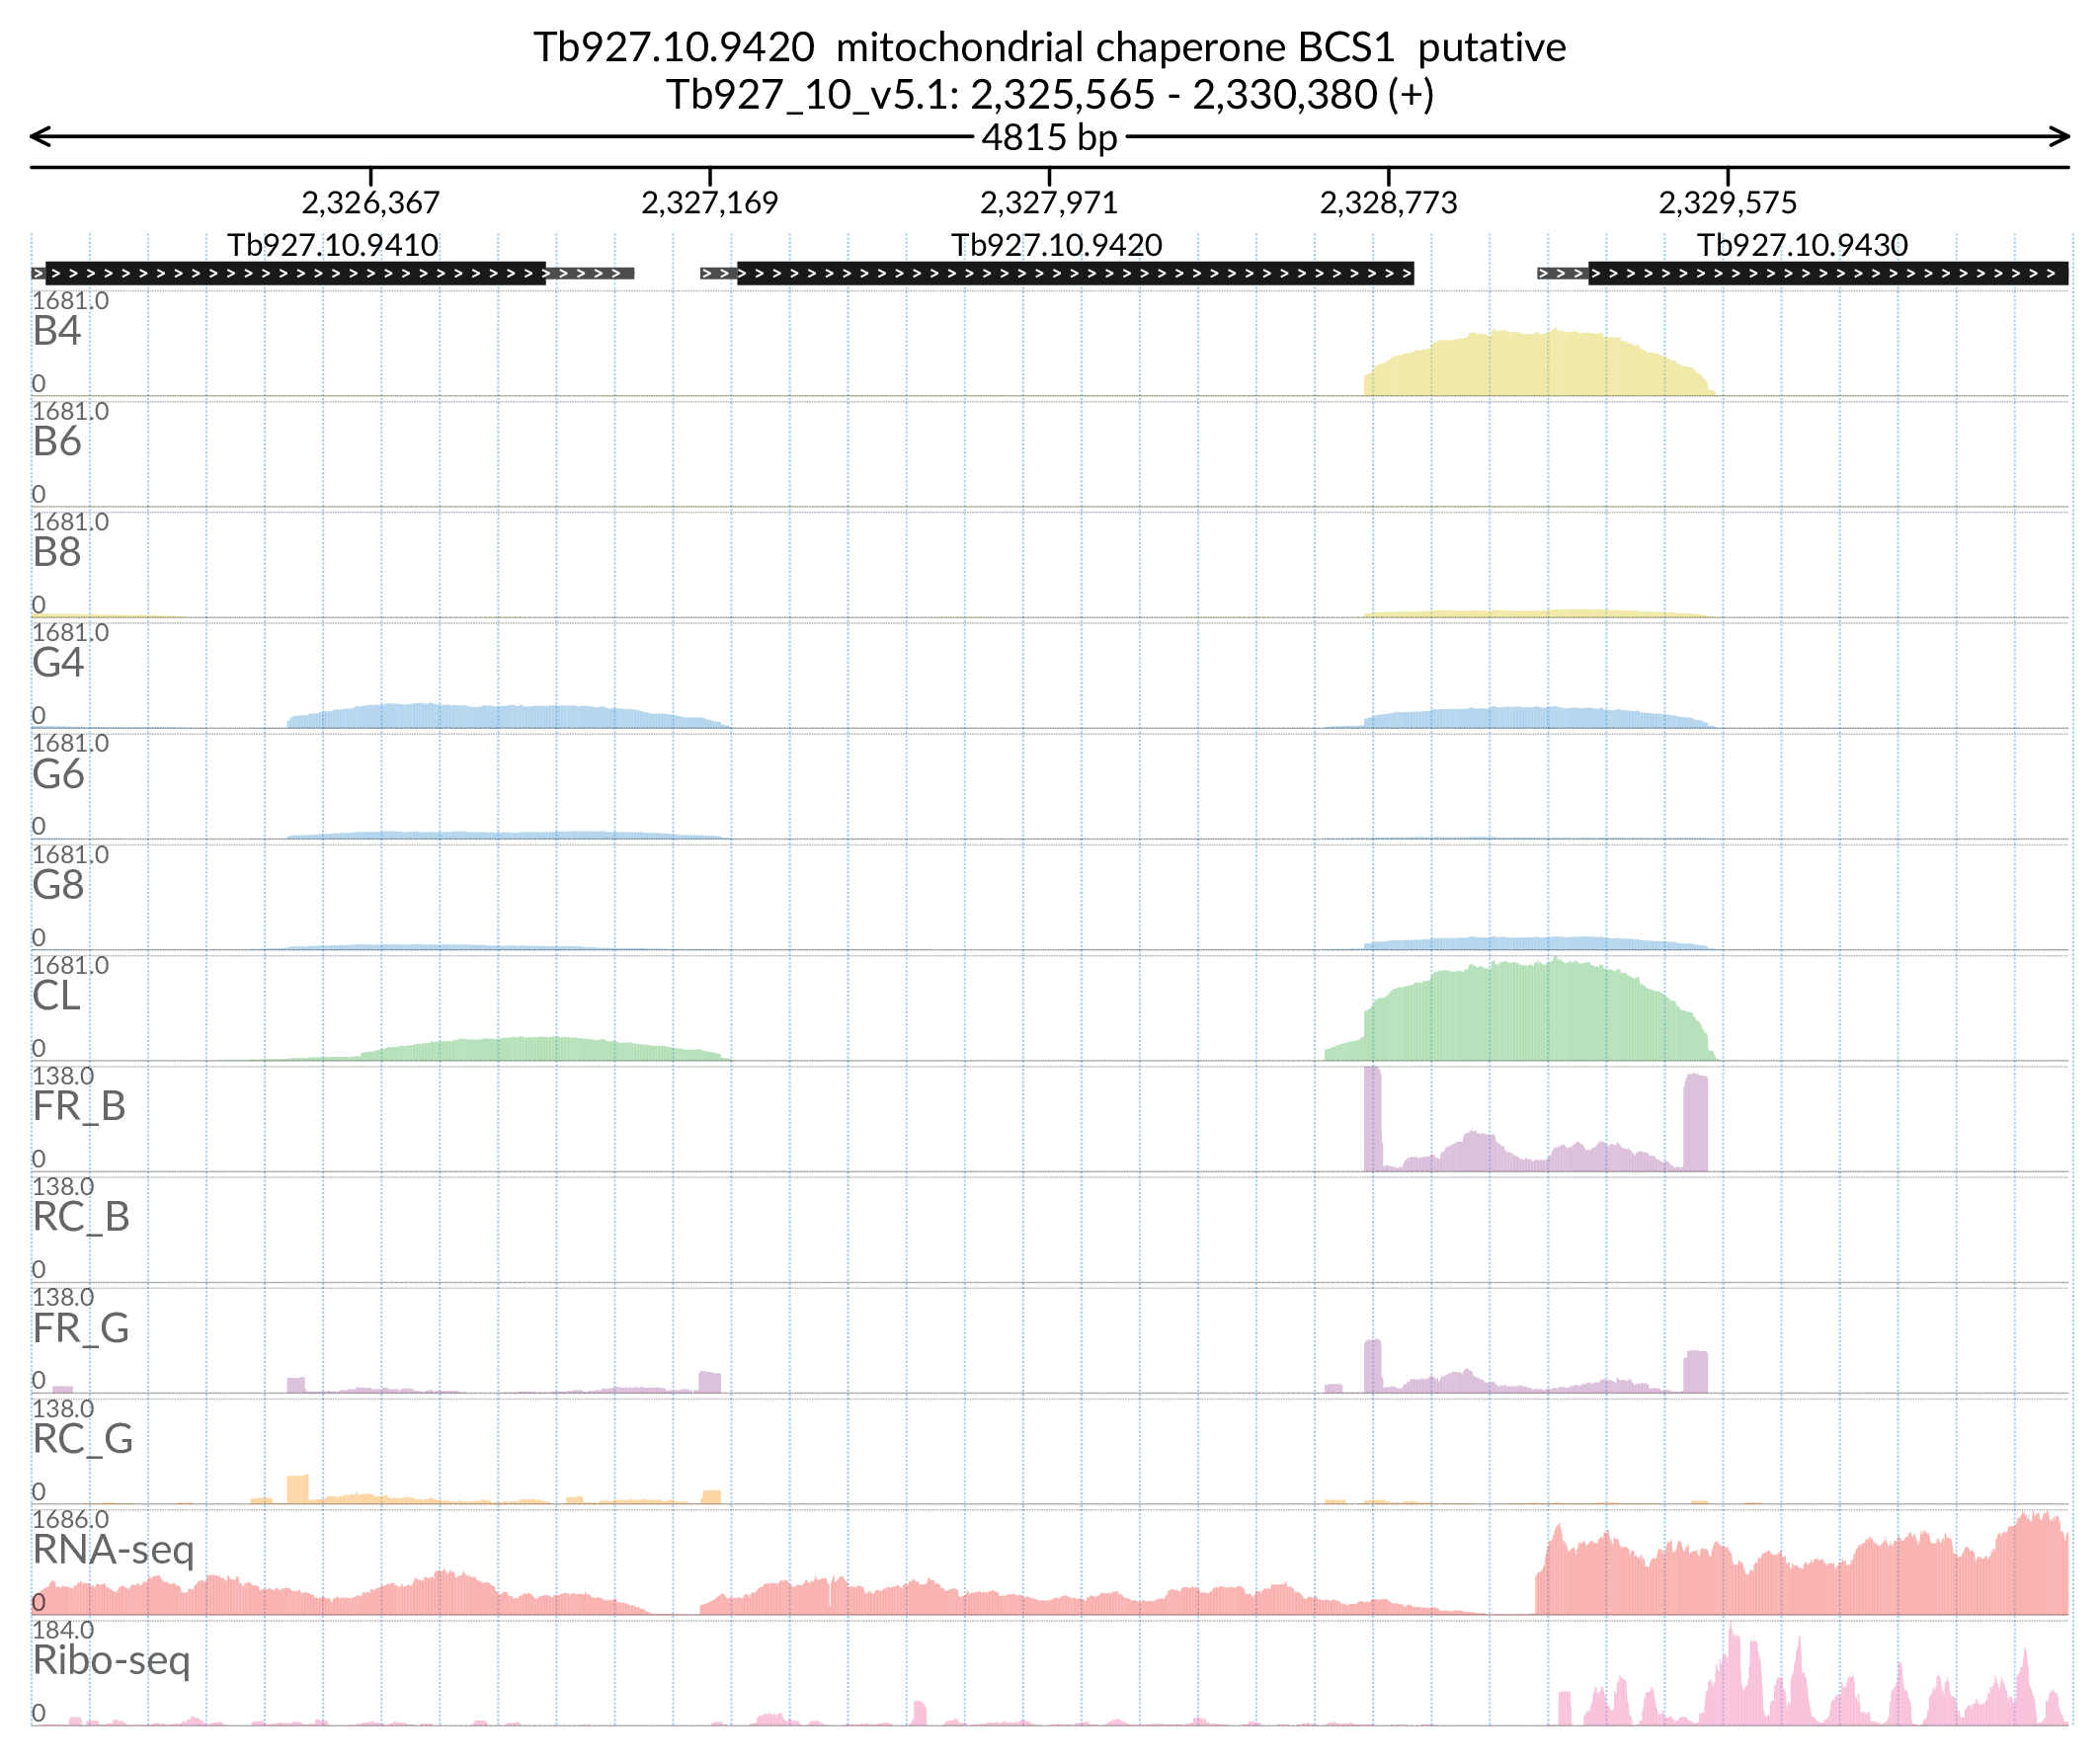 Tb927.10.9420  mitochondrial chaperone BCS1  putative
Tb927_10_v5.1: 2,325,565 - 2,330,380 (+)
4815 bp
2,326,367 2,327,169 2,327,971 2,328,773 2,329,575
Tb927.10.9410 Tb927.10.9420 Tb927.10.9430
1681.0
B4
0
1681.0
B6
0
1681.0
B8
0
1681.0
G4
0
1681.0
G6
0
1681.0
G8
0
1681.0
CL
0
138.0
FR_B
0
138.0
RC_B
0
138.0
FR_G
0
138.0
RC_G
0
1686.0
RNA-seq
0
184.0
Ribo-seq
0